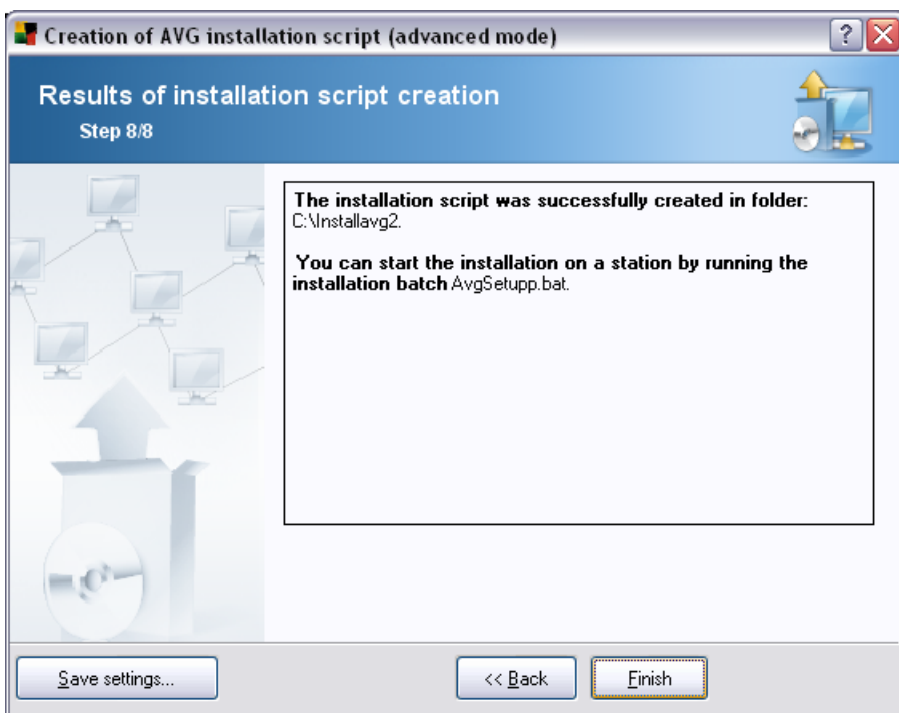 Creation of AVG installation script (advanced mode)
Results of installation script creation
Step 8/8
The installation script was successfully created in folder:
C:\Installavg2.
You can start the installation on a station by running the
installation batch AvgSetupp.bat.
Save settings...
<< Back
Finish